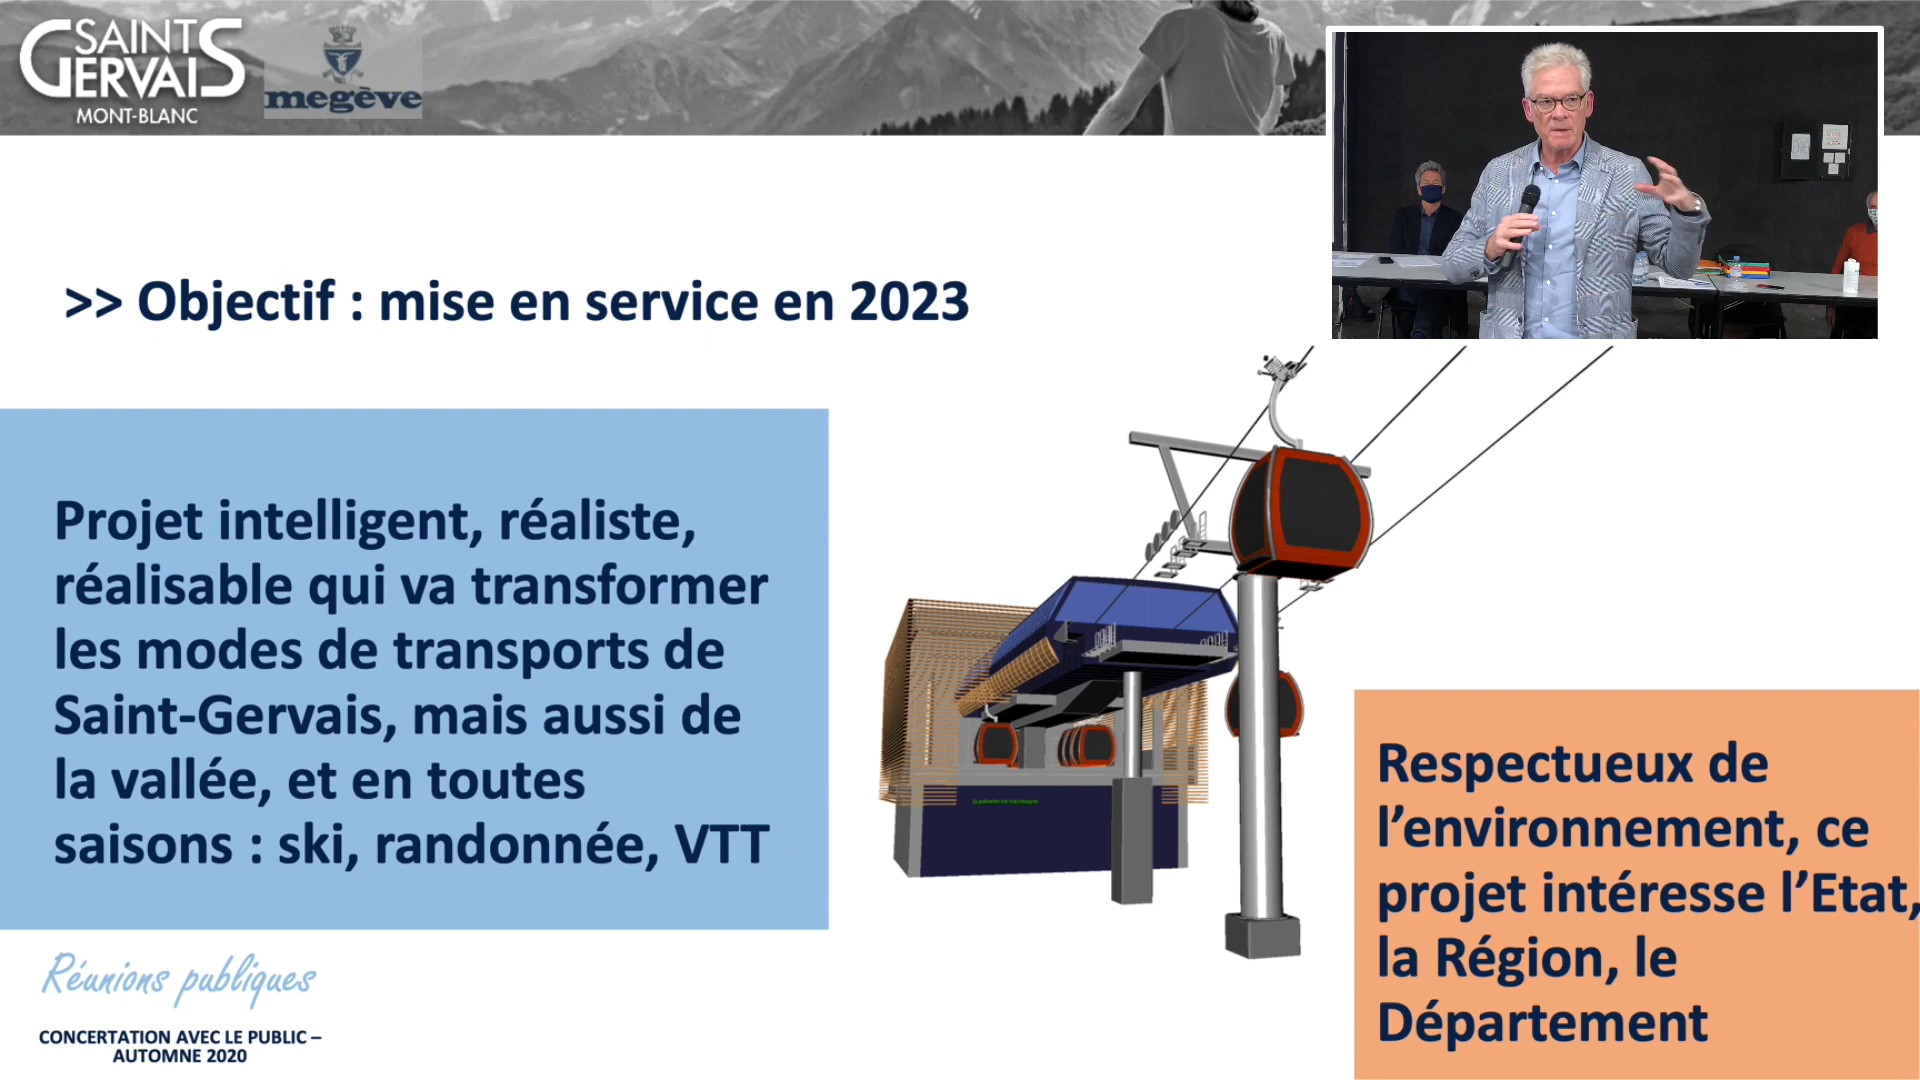 SAINT
GERVAIS
MONT-BLANC
megève
>> Objectif : mise en service en 2023
Projet intelligent, réaliste,
réalisable qui va transformer
les modes de transports de
Saint-Gervais, mais aussi de
la vallée, et en toutes
saisons : ski, randonnée, VTT
Respectueux de
l’environnement, ce
projet intéresse l’Etat,
la Région, le
Département
Réunions publiques
CONCERTATION AVEC LE PUBLIC –
AUTOMNE 2020